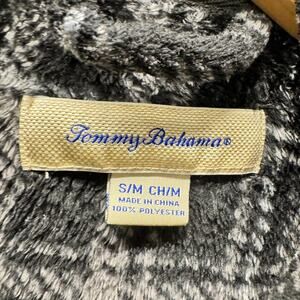 Tommy Bahama®
S/M CH/M
MADE IN CHINA
100% POLYESTER